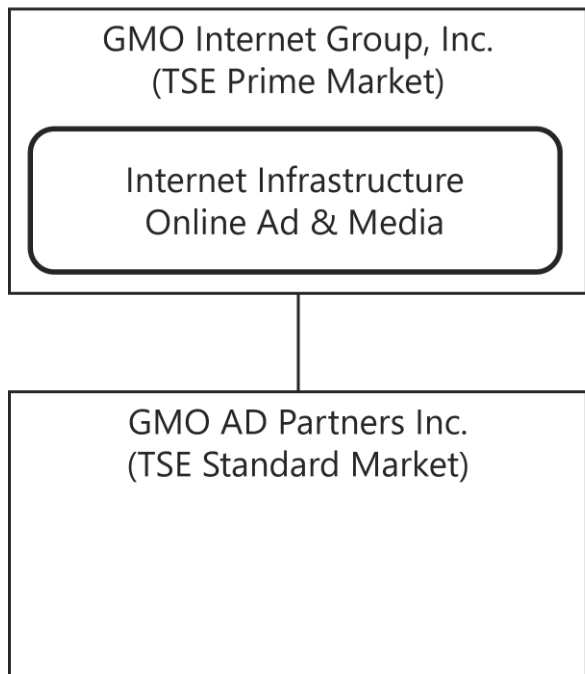 GMO Internet Group, Inc.
(TSE Prime Market)
Internet Infrastructure
Online Ad & Media
GMO AD Partners Inc.
(TSE Standard Market)